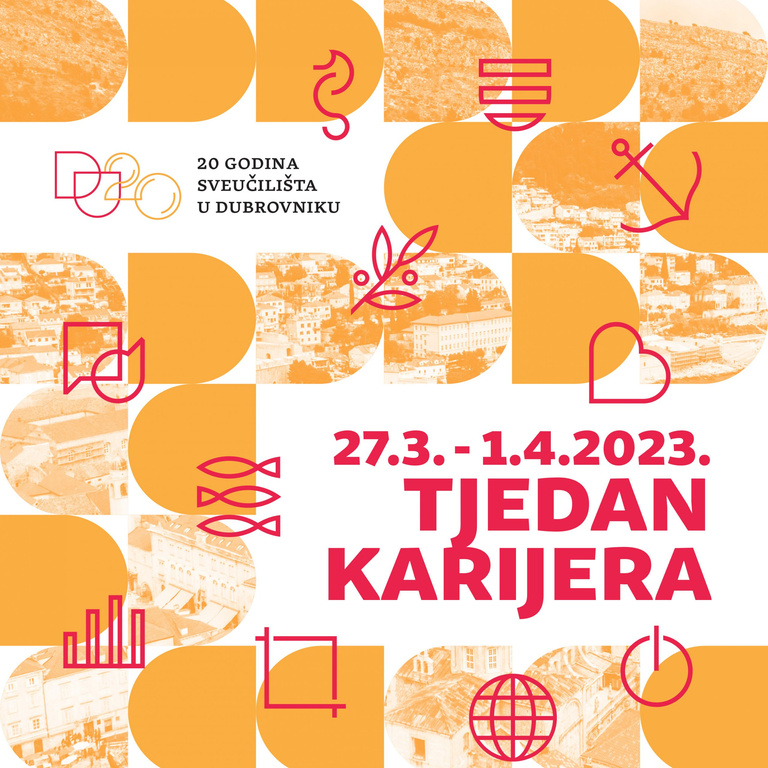 20 GODINA
SVEUČILIŠTA
U DUBROVNIKU
27.3. - 1.4.2023.
TJEDAN
KARIJERA